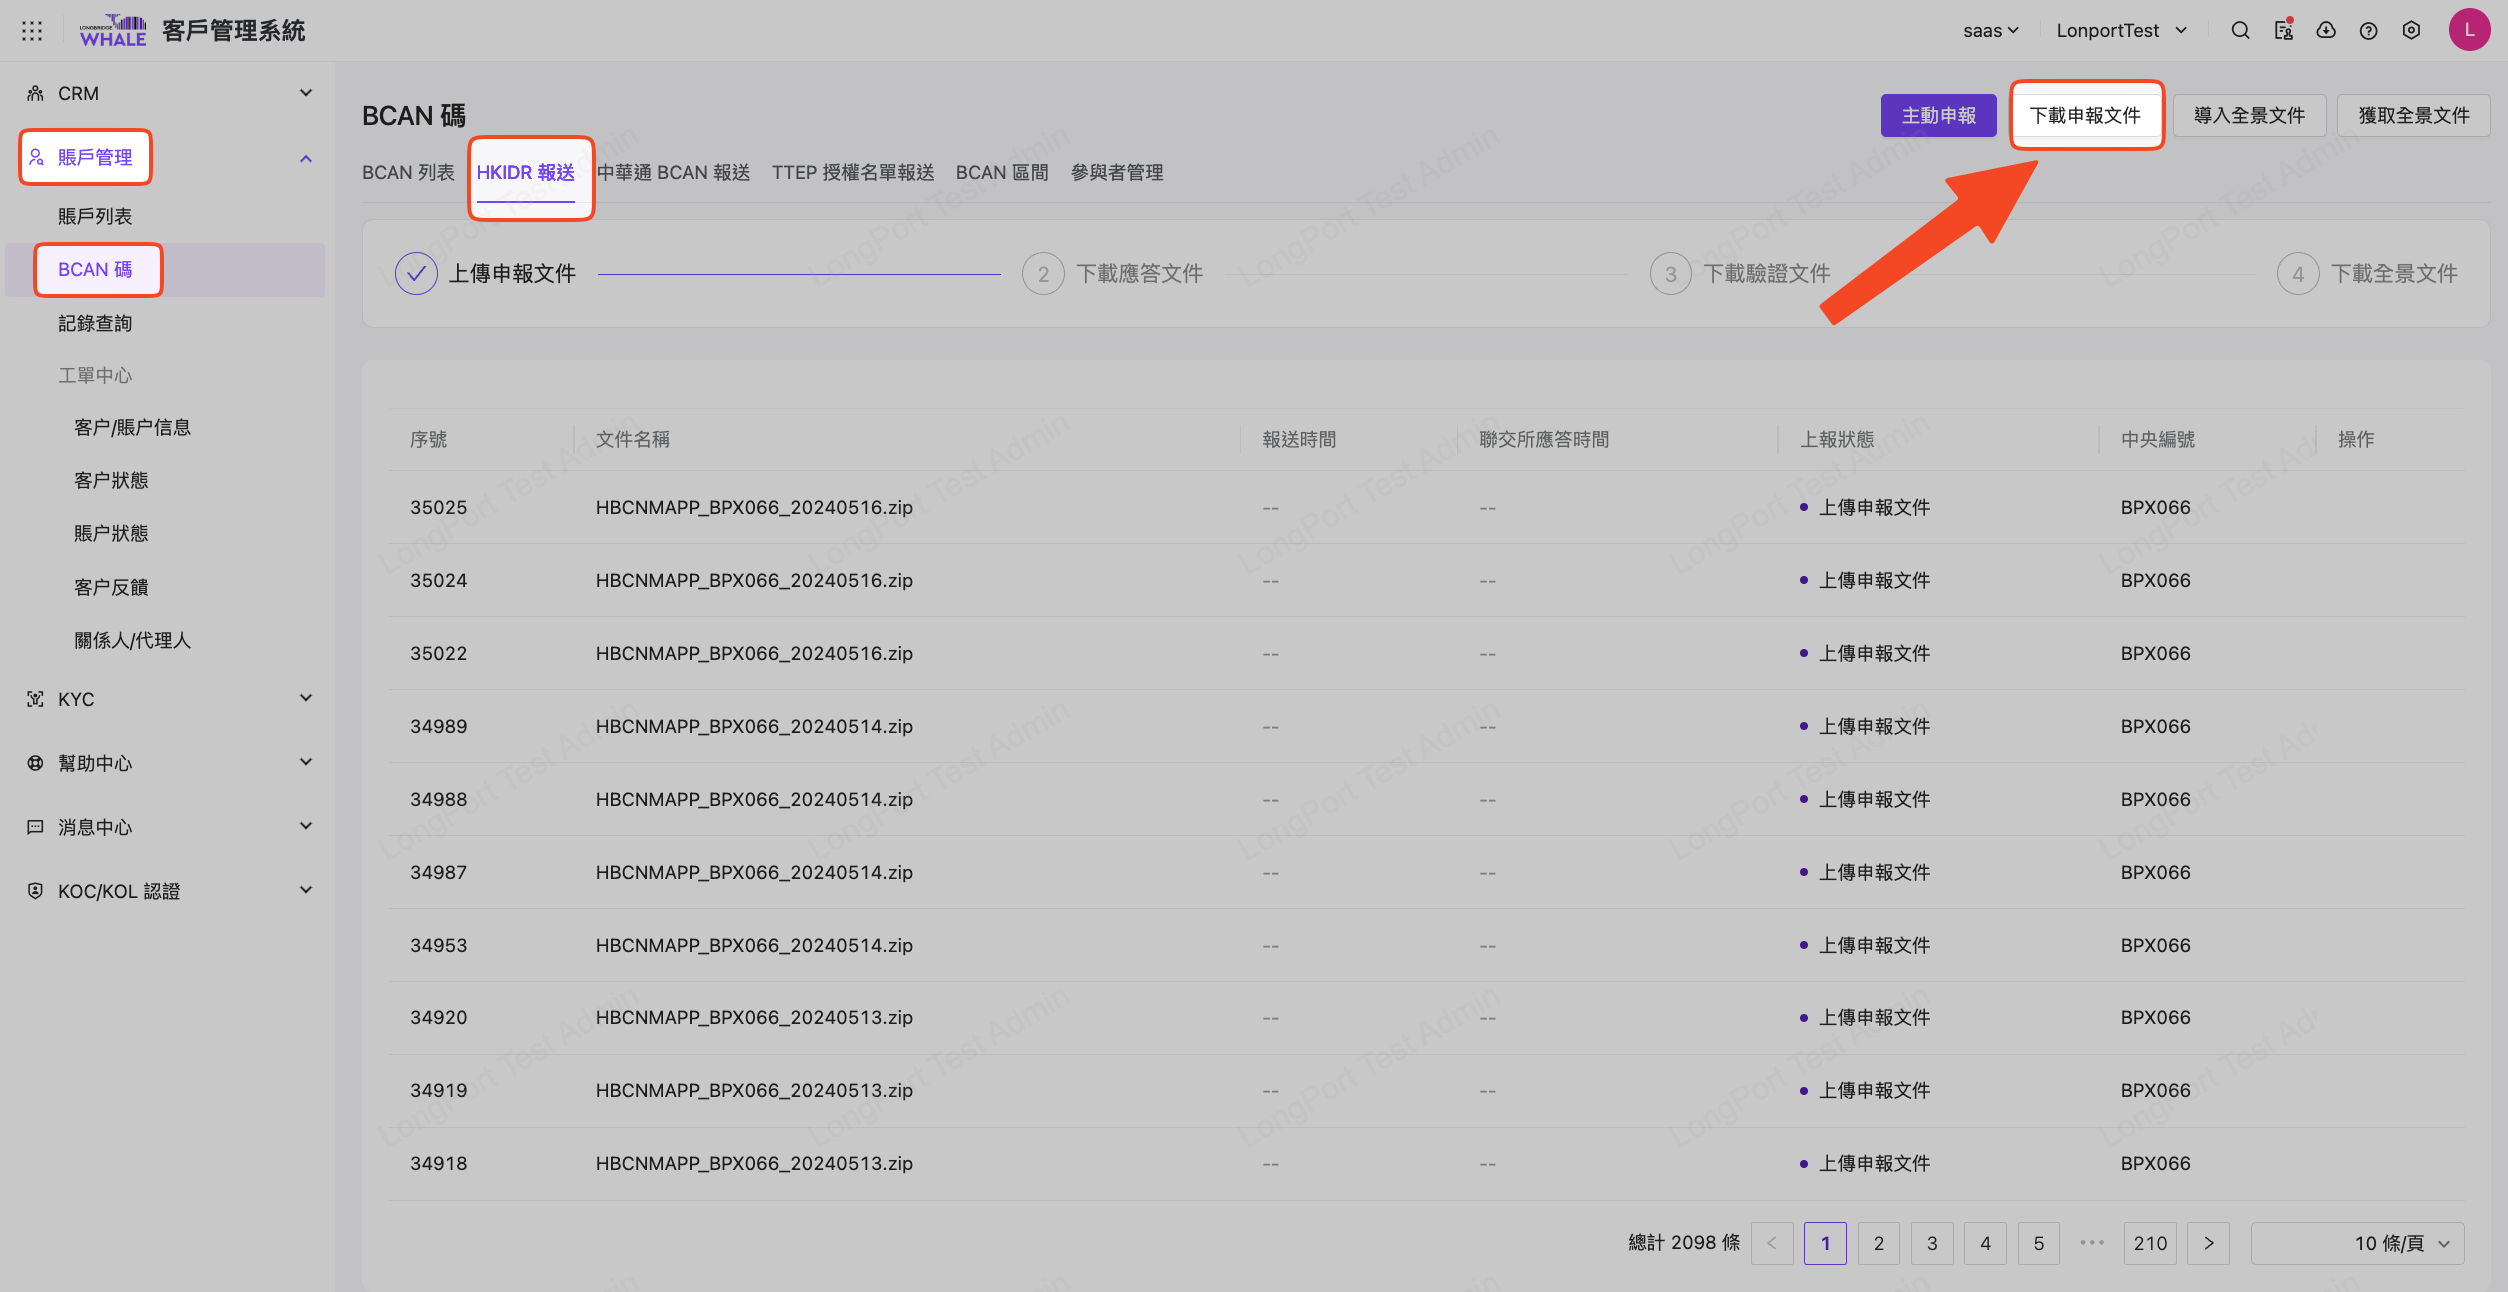 LONGBRIDGE
WHALE 客戶管理系統 saas LonportTest L
CRM
賬戶管理
賬戶列表
BCAN 碼
記錄查詢
工單中心
客户/賬户信息
客户狀態
賬户狀態
客户反饋
關係人/代理人
KYC
幫助中心
消息中心
KOC/KOL 認證
BCAN 碼 主動申報 下載申報文件 導入全景文件 獲取全景文件
BCAN 列表 HKIDR 報送 中華通 BCAN 報送 TTEP 授權名單報送 BCAN 區間 參與者管理
上傳申報文件 2 下載應答文件 3 下載驗證文件 4 下載全景文件
序號 文件名稱 報送時間 聯交所應答時間 上報狀態 中央編號 操作
35025 HBCNMAPP_BPX066_20240516.zip -- -- 上傳申報文件 BPX066
35024 HBCNMAPP_BPX066_20240516.zip -- -- 上傳申報文件 BPX066
35022 HBCNMAPP_BPX066_20240516.zip -- -- 上傳申報文件 BPX066
34989 HBCNMAPP_BPX066_20240514.zip -- -- 上傳申報文件 BPX066
34988 HBCNMAPP_BPX066_20240514.zip -- -- 上傳申報文件 BPX066
34987 HBCNMAPP_BPX066_20240514.zip -- -- 上傳申報文件 BPX066
34953 HBCNMAPP_BPX066_20240514.zip -- -- 上傳申報文件 BPX066
34920 HBCNMAPP_BPX066_20240513.zip -- -- 上傳申報文件 BPX066
34919 HBCNMAPP_BPX066_20240513.zip -- -- 上傳申報文件 BPX066
34918 HBCNMAPP_BPX066_20240513.zip -- -- 上傳申報文件 BPX066
總計 2098 條 < 1 2 3 4 5 ••• 210 > 10 條/頁
LongPort Test Admin